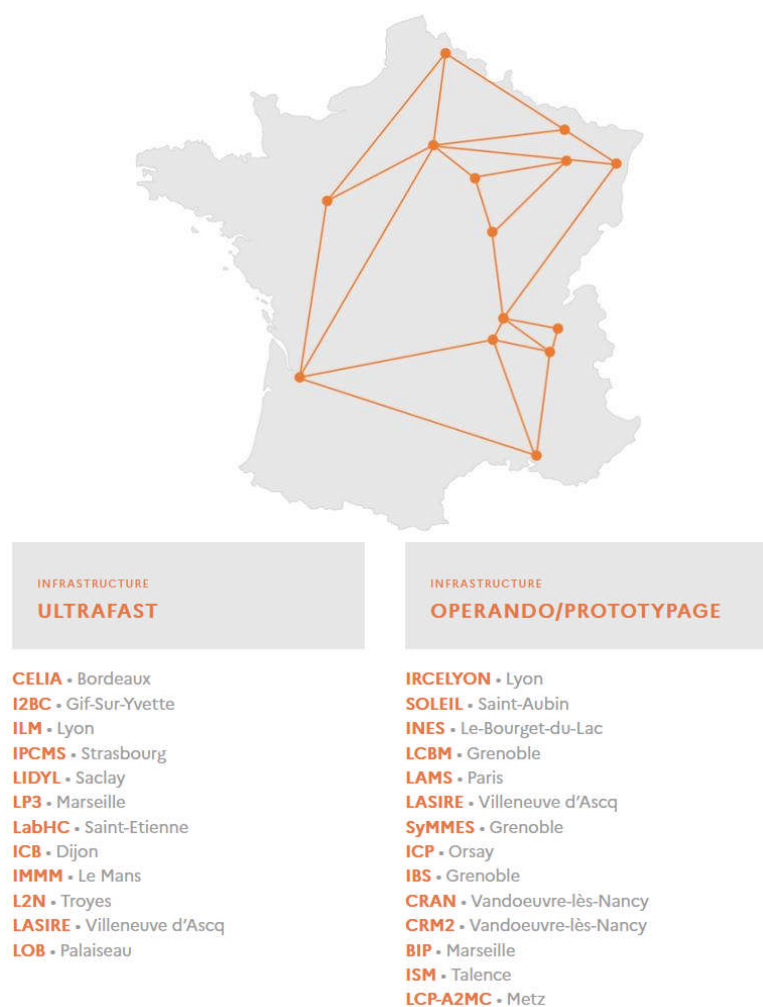 INFRASTRUCTURE
ULTRAFAST
CELIA • Bordeaux
I2BC • Gif-Sur-Yvette
ILM • Lyon
IPCMS • Strasbourg
LIDYL • Saclay
LP3 • Marseille
LabHC • Saint-Etienne
ICB • Dijon
IMMM • Le Mans
L2N • Troyes
LASIRE • Villeneuve d'Ascq
LOB • Palaiseau
INFRASTRUCTURE
OPERANDO/PROTOTYPAGE
IRCELYON • Lyon
SOLEIL • Saint-Aubin
INES • Le-Bourget-du-Lac
LCBM • Grenoble
LAMS • Paris
LASIRE • Villeneuve d'Ascq
SyMMES • Grenoble
ICP • Orsay
IBS • Grenoble
CRAN • Vandoeuvre-lès-Nancy
CRM2 • Vandoeuvre-lès-Nancy
BIP • Marseille
ISM • Talence
LCP-A2MC • Metz